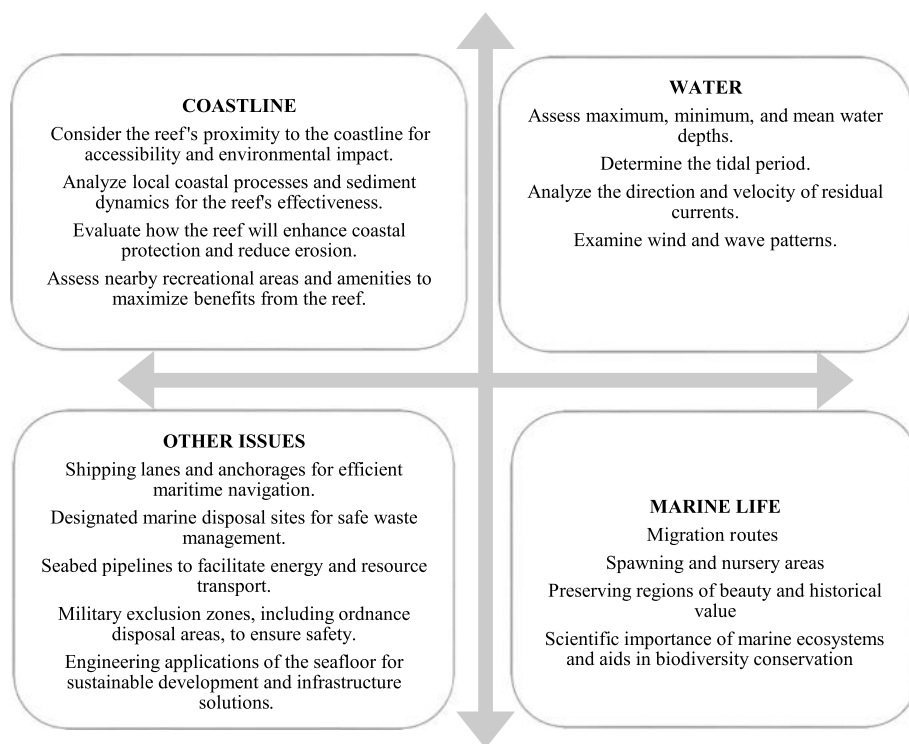 COASTLINE
Consider the reef's proximity to the coastline for
accessibility and environmental impact.
Analyze local coastal processes and sediment
dynamics for the reef's effectiveness.
Evaluate how the reef will enhance coastal
protection and reduce erosion.
Assess nearby recreational areas and amenities to
maximize benefits from the reef.
WATER
Assess maximum, minimum, and mean water
depths.
Determine the tidal period.
Analyze the direction and velocity of residual
currents.
Examine wind and wave patterns.
OTHER ISSUES
Shipping lanes and anchorages for efficient
maritime navigation.
Designated marine disposal sites for safe waste
management.
Seabed pipelines to facilitate energy and resource
transport.
Military exclusion zones, including ordnance
disposal areas, to ensure safety.
Engineering applications of the seafloor for
sustainable development and infrastructure
solutions.
MARINE LIFE
Migration routes
Spawning and nursery areas
Preserving regions of beauty and historical
value
Scientific importance of marine ecosystems
and aids in biodiversity conservation